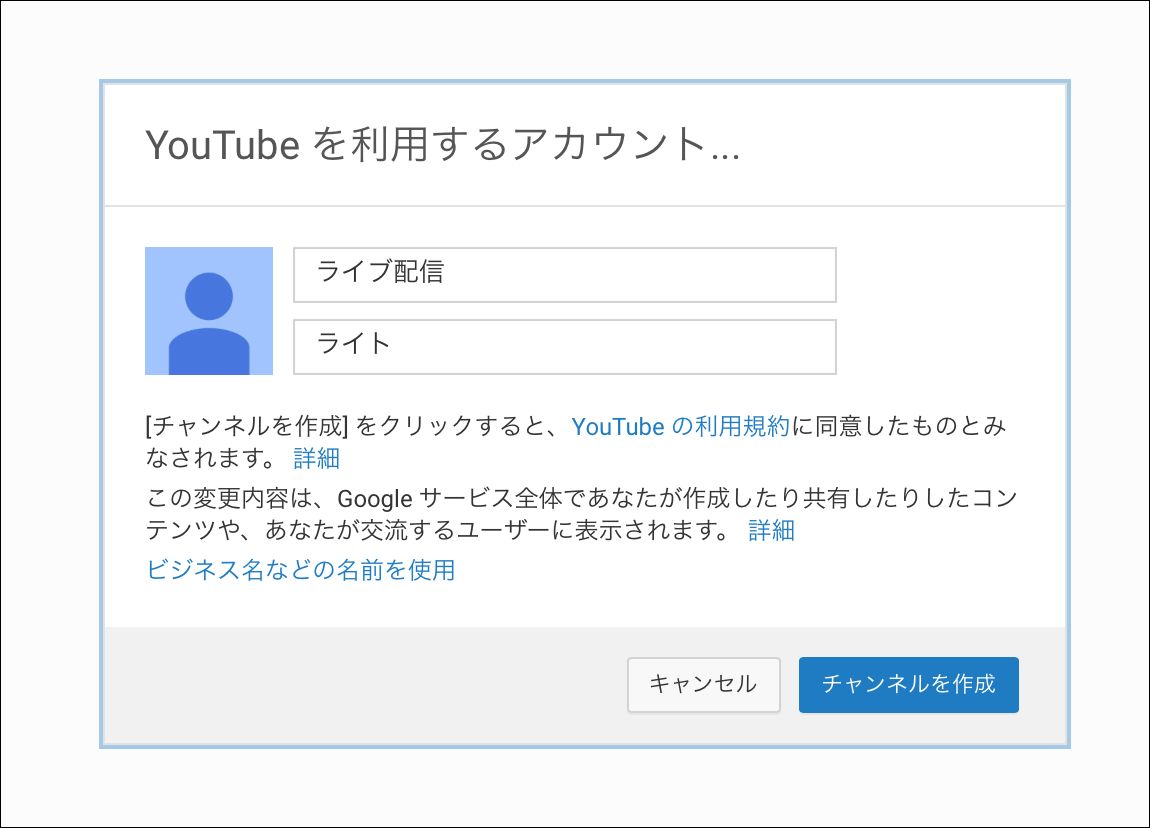 YouTube を利用するアカウント...
ライブ配信
ライト
[チャンネルを作成] をクリックすると、YouTube の利用規約に同意したものとみ
なされます。 詳細
この変更内容は、Google サービス全体であなたが作成したり共有したりしたコン
テンツや、あなたが交流するユーザーに表示されます。 詳細
ビジネス名などの名前を使用
キャンセル
チャンネルを作成